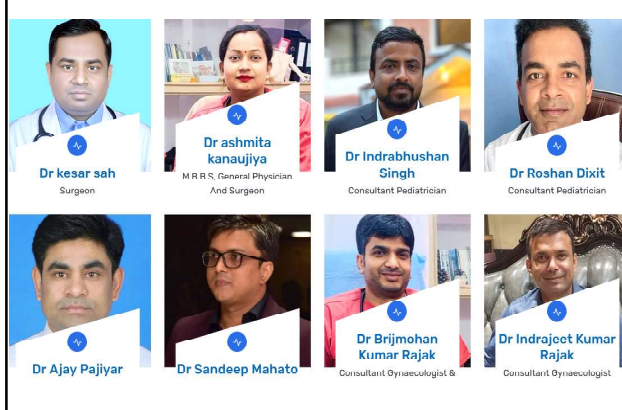 Dr kesar sah
Surgeon
Dr ashmita
kanaujiya
M.B.B.S, General Physician
And Surgeon
Dr Indrabhushan
Singh
Consultant Pediatrician
Dr Roshan Dixit
Consultant Pediatrician
Dr Ajay Pajiyar
Dr Sandeep Mahato
Dr Brijmohan
Kumar Rajak
Consultant Gynaecologist &
Dr Indrajeet Kumar
Rajak
Consultant Gynaecologist